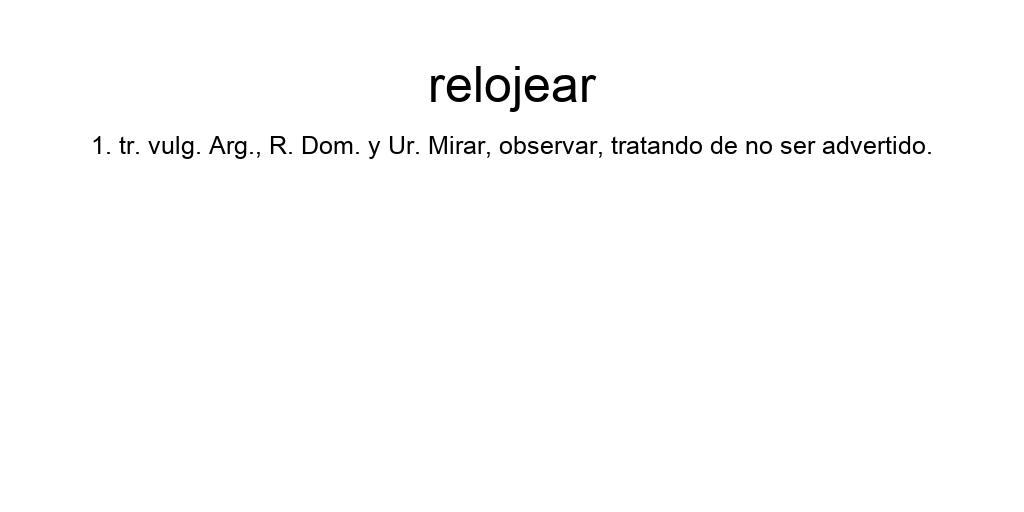 relojear
1. tr. vulg. Arg., R. Dom. y Ur. Mirar, observar, tratando de no ser advertido.